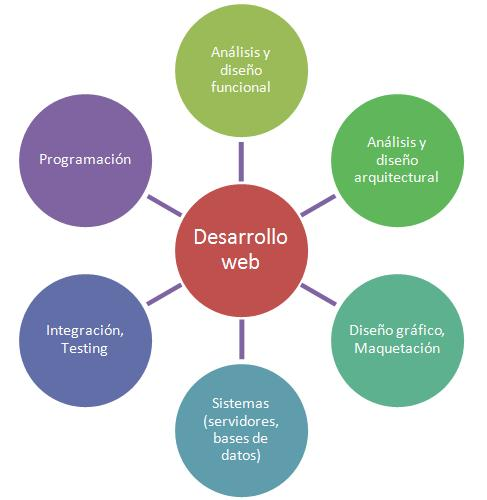 Análisis y
diseño
funcional
Análisis y
diseño
arquitectural
Programación
Desarrollo
web
Integración,
Testing
Diseño gráfico,
Maquetación
Sistemas
(servidores,
bases de
datos)